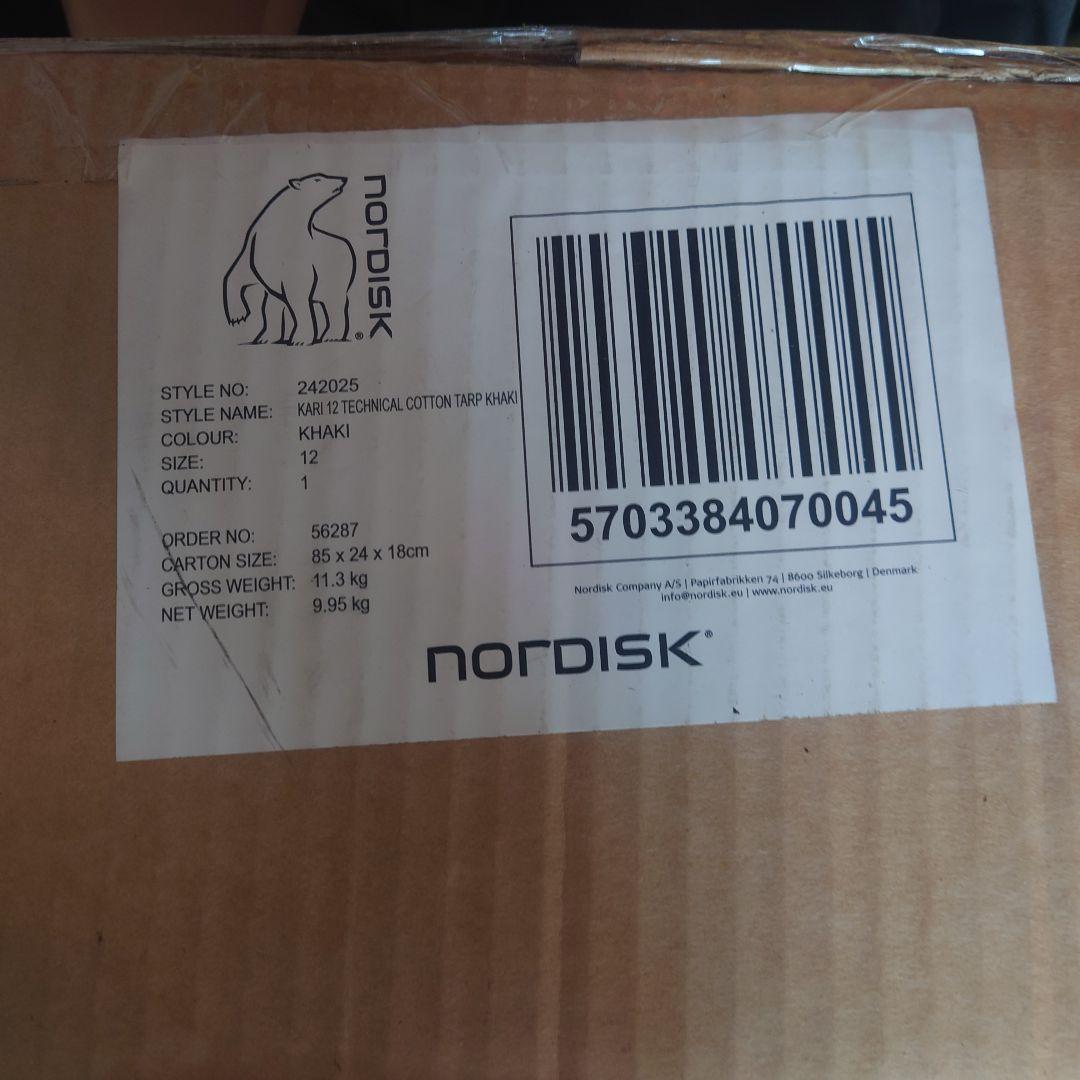 NORDISK®
STYLE NO: 242025
STYLE NAME: KARI 12 TECHNICAL COTTON TARP KHAKI
COLOUR: KHAKI
SIZE: 12
QUANTITY: 1
ORDER NO: 56287
CARTON SIZE: 85 x 24 x 18cm
GROSS WEIGHT: 11.3 kg
NET WEIGHT: 9.95 kg
5703384070045
Nordisk Company A/S | Papirfabrikken 74 | 8600 Silkeborg | Denmark
info@nordisk.eu | www.nordisk.eu
NORDISK®